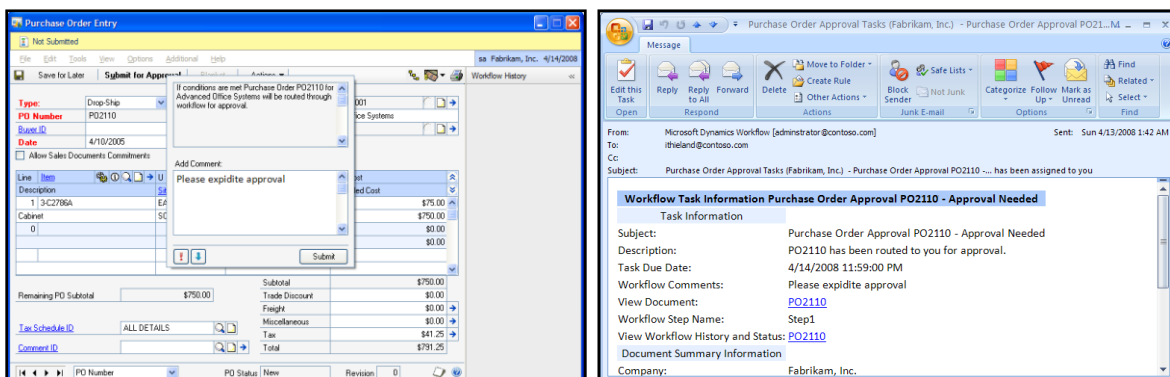 Purchase Order Entry
Not Submitted
File Edit Tools View Options Additional Help
sa Fabrikam, Inc. 4/14/2008
Save for Later Submit for Approval Actions
Workflow History
If conditions are met Purchase Order PO2110 for
Advanced Office Systems will be routed through
workflow for approval.
Type: Drop-Ship
001
PO Number PO2110
ice Systems
Buyer ID
Date 4/10/2005
Allow Sales Documents Commitments
Add Comment:
Please expidite approval
Line Item U
ost
Description
ed Cost
1 3-C2786A EA
$75.00
Cabinet
$750.00
0
$0.00
$0.00
Submit
Subtotal $750.00
Remaining PO Subtotal $750.00
Trade Discount $0.00
Freight $0.00
Miscellaneous $0.00
Tax Schedule ID ALL DETAILS
Tax $41.25
Comment ID
Total $791.25
PO Number
PO Status New
Revision 0
Purchase Order Approval Tasks (Fabrikam, Inc.) - Purchase Order Approval PO21...
Message
Edit this Task
Reply
Reply to All
Forward
Delete
Move to Folder
Create Rule
Other Actions
Block Sender
Safe Lists
Not Junk
Categorize
Follow Up
Mark as Unread
Find
Related
Select
Open
Respond
Actions
Junk E-mail
Options
Find
From: Microsoft Dynamics Workflow [adminstrator@contoso.com]
Sent: Sun 4/13/2008 1:42 AM
To: ithieland@contoso.com
Cc:
Subject: Purchase Order Approval Tasks (Fabrikam, Inc.) - Purchase Order Approval PO2110 -... has been assigned to you
Workflow Task Information Purchase Order Approval PO2110 - Approval Needed
Task Information
Subject: Purchase Order Approval PO2110 - Approval Needed
Description: PO2110 has been routed to you for approval.
Task Due Date: 4/14/2008 11:59:00 PM
Workflow Comments: Please expidite approval
View Document: PO2110
Workflow Step Name: Step1
View Workflow History and Status: PO2110
Document Summary Information
Company: Fabrikam, Inc.